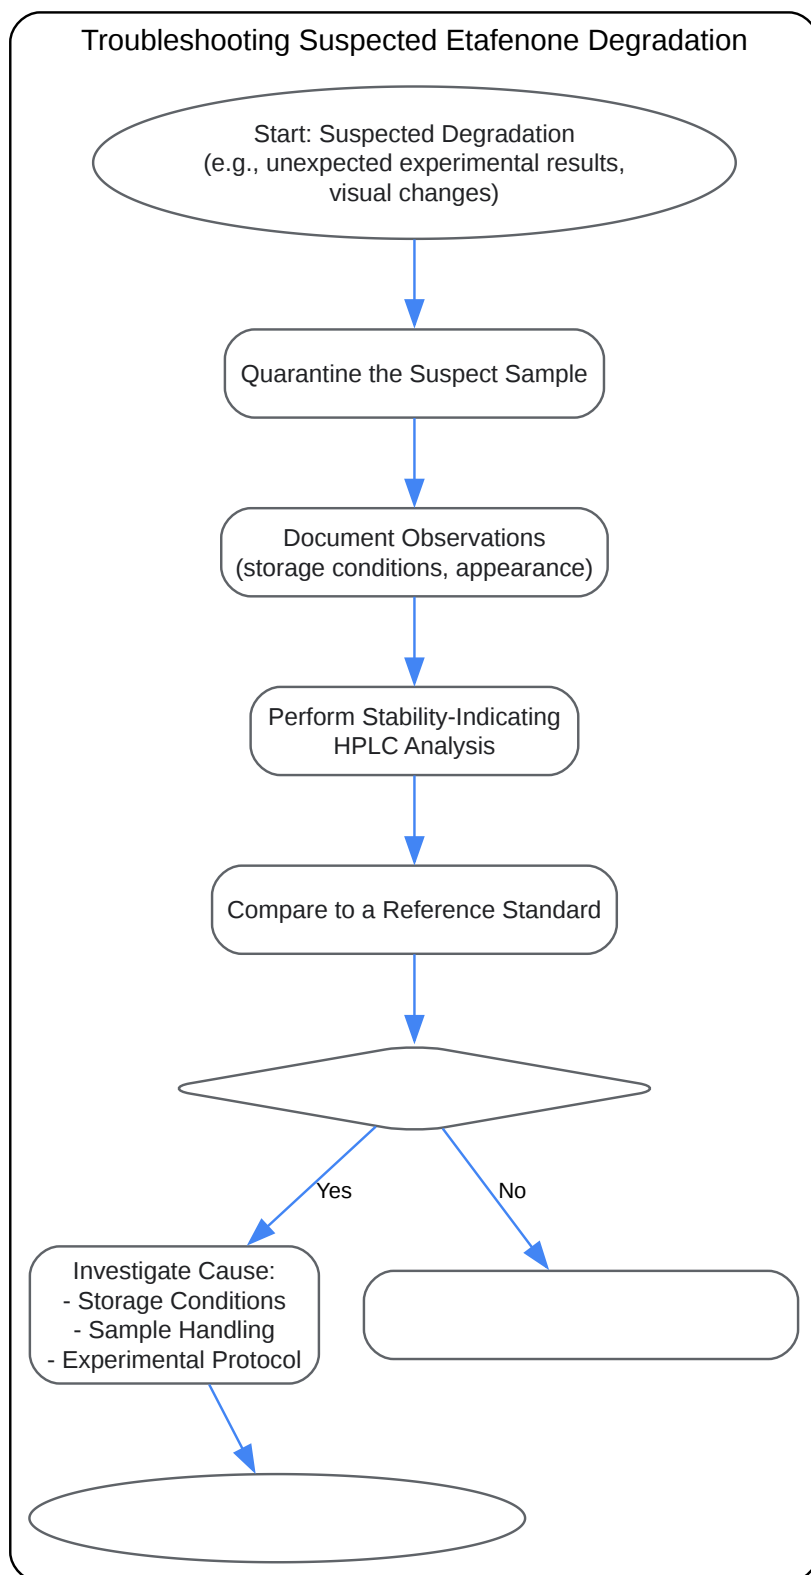 Troubleshooting Suspected Etafenone Degradation
Start: Suspected Degradation
(e.g., unexpected experimental results,
visual changes)
Quarantine the Suspect Sample
Document Observations
(storage conditions, appearance)
Perform Stability-Indicating
HPLC Analysis
Compare to a Reference Standard
Yes
No
Investigate Cause:
- Storage Conditions
- Sample Handling
- Experimental Protocol